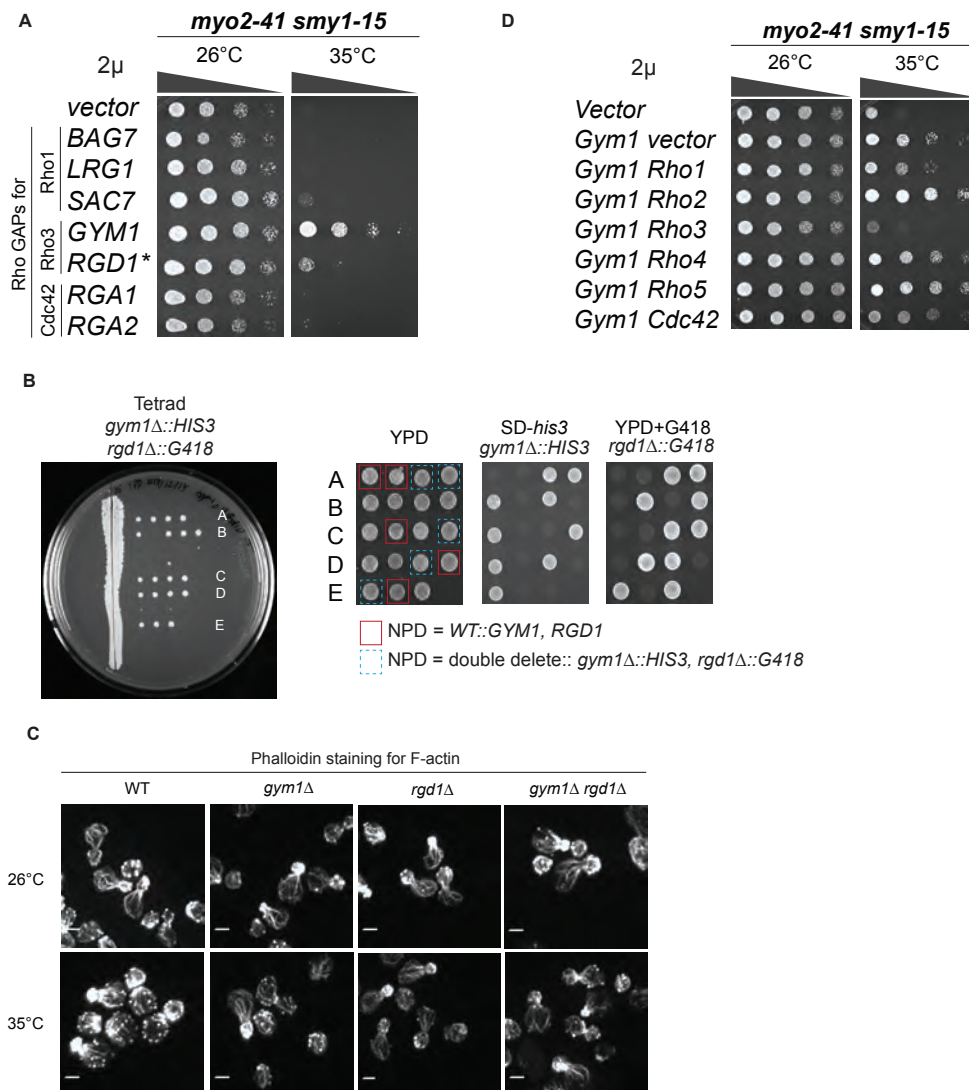 A
myo2-41 smy1-15
26°C 35°C
2µ
vector
BAG7
LRG1
SAC7
GYM1
RGD1*
RGA1
RGA2
Rho GAPs for
Rho1
Rho3
Cdc42
D
myo2-41 smy1-15
26°C 35°C
2µ
Vector
Gym1 vector
Gym1 Rho1
Gym1 Rho2
Gym1 Rho3
Gym1 Rho4
Gym1 Rho5
Gym1 Cdc42
B
Tetrad
gym1Δ::HIS3
rgd1Δ::G418
A
B
C
D
E
YPD
SD-his3
gym1Δ::HIS3
YPD+G418
rgd1Δ::G418
A
B
C
D
E
NPD = WT::GYM1, RGD1
NPD = double delete:: gym1Δ::HIS3, rgd1Δ::G418
C
Phalloidin staining for F-actin
WT gym1Δ rgd1Δ gym1Δ rgd1Δ
26°C
35°C